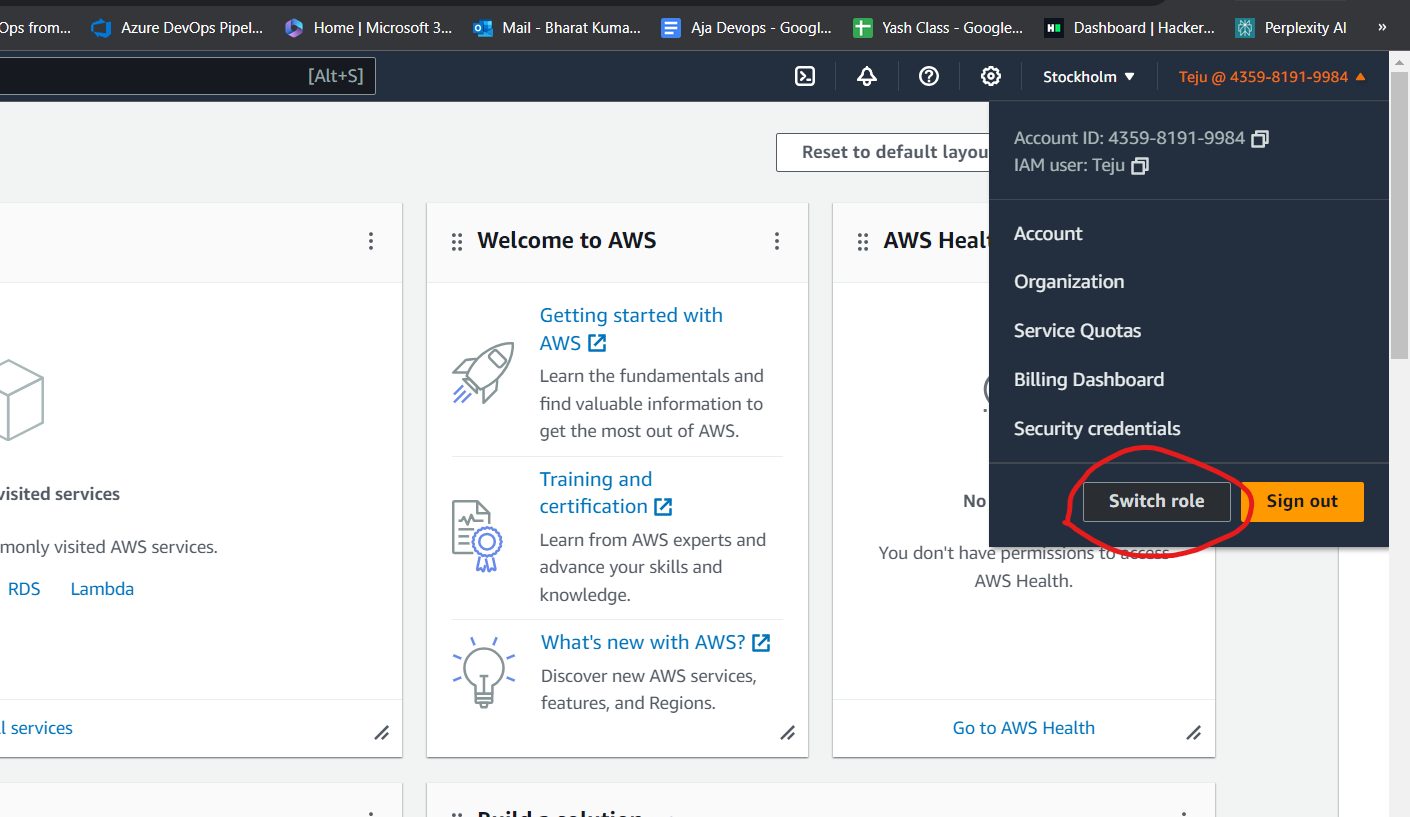 Ops from...
Azure DevOps Pipel...
Home | Microsoft 3...
Mail - Bharat Kuma...
Aja Devops - Googl...
Yash Class - Google...
Dashboard | Hacker...
Perplexity AI
»
[Alt+S]
Stockholm
Teju @ 4359-8191-9984
Account ID: 4359-8191-9984
IAM user: Teju
Reset to default layou
Account
Organization
Service Quotas
Billing Dashboard
Security credentials
Switch role
Sign out
Welcome to AWS
AWS Healt
Getting started with
AWS
Learn the fundamentals and
find valuable information to
get the most out of AWS.
Training and
certification
Learn from AWS experts and
advance your skills and
knowledge.
What's new with AWS?
Discover new AWS services,
features, and Regions.
visited services
monly visited AWS services.
RDS
Lambda
l services
No
You don't have permissions to access
AWS Health.
Go to AWS Health
Build a solution